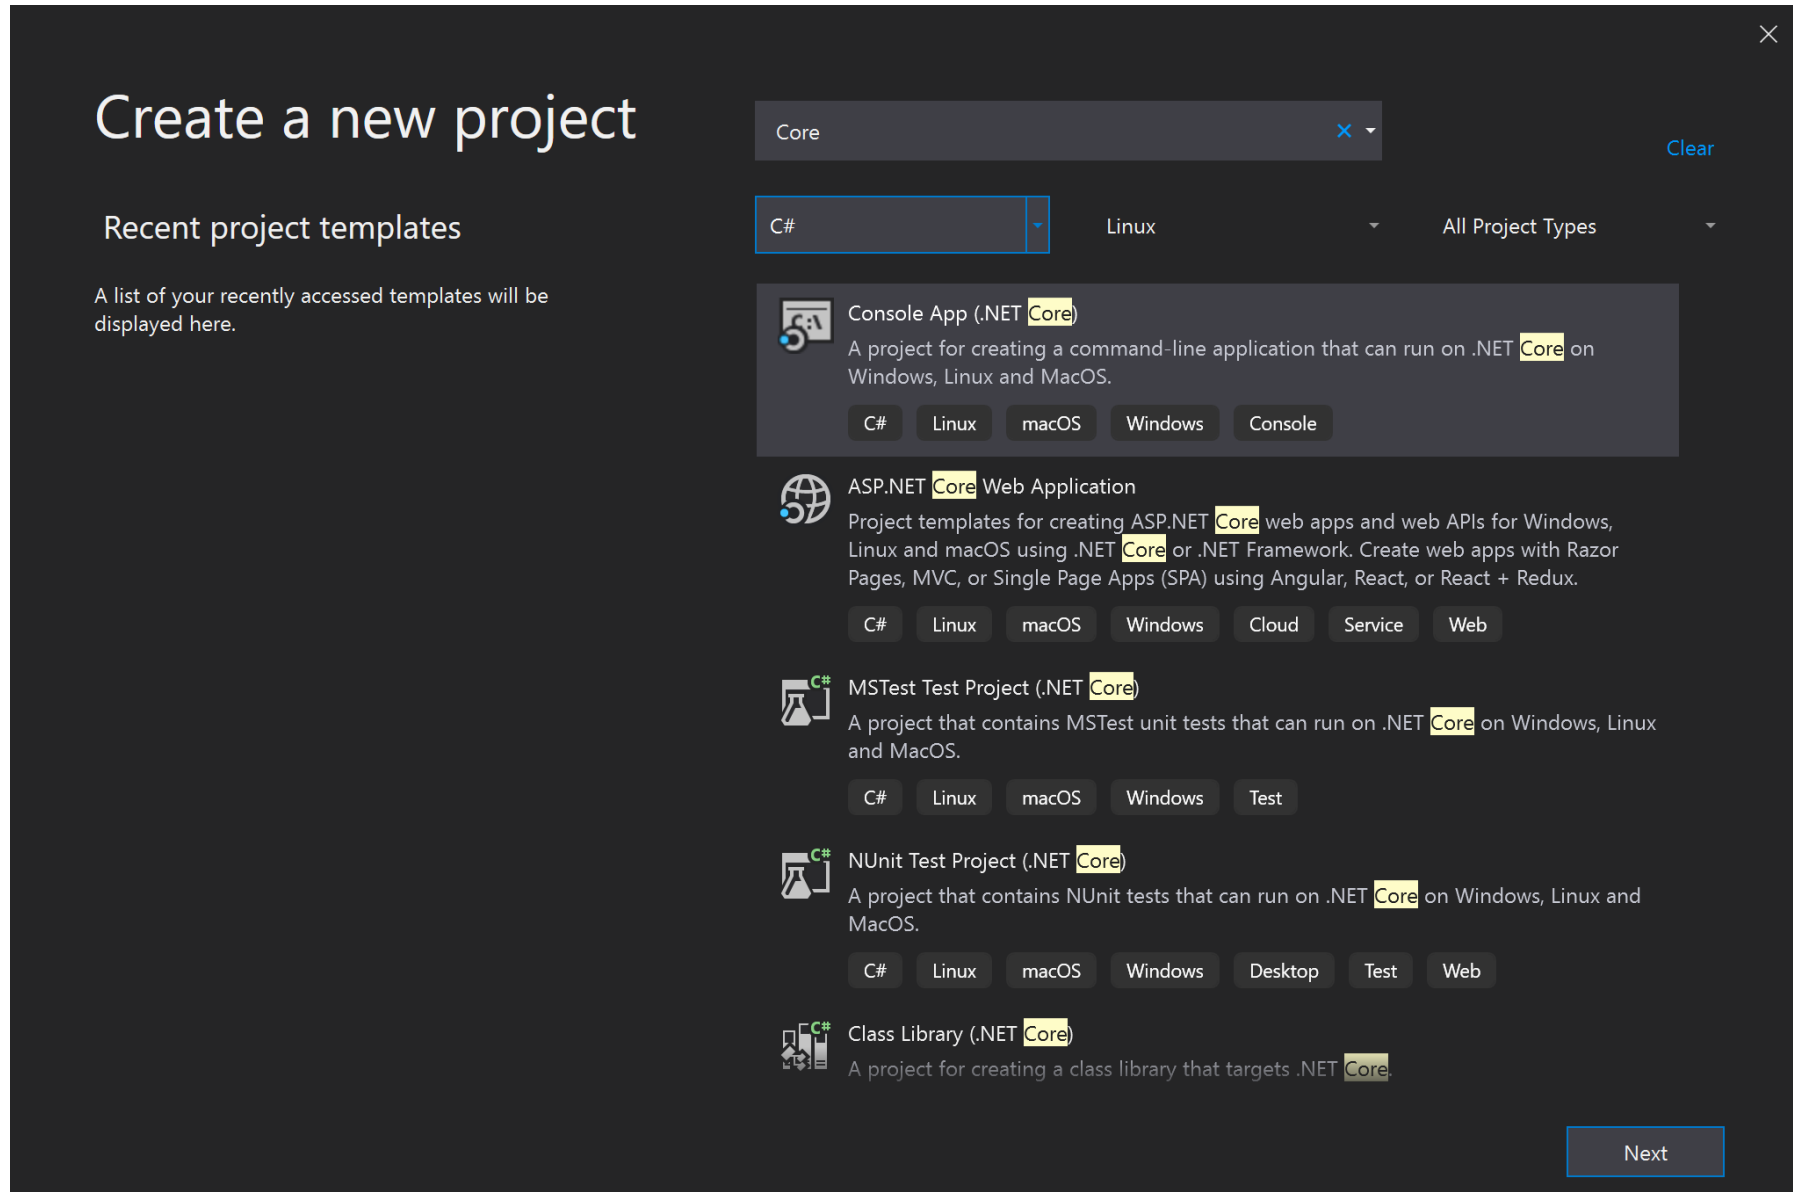 Create a new project
Core
Clear
Recent project templates
C#
Linux
All Project Types
A list of your recently accessed templates will be
displayed here.
Console App (.NET Core)
A project for creating a command-line application that can run on .NET Core on
Windows, Linux and MacOS.
C# Linux macOS Windows Console
ASP.NET Core Web Application
Project templates for creating ASP.NET Core web apps and web APIs for Windows,
Linux and macOS using .NET Core or .NET Framework. Create web apps with Razor
Pages, MVC, or Single Page Apps (SPA) using Angular, React, or React + Redux.
C# Linux macOS Windows Cloud Service Web
C#
MSTest Test Project (.NET Core)
A project that contains MSTest unit tests that can run on .NET Core on Windows, Linux
and MacOS.
C# Linux macOS Windows Test
C#
NUnit Test Project (.NET Core)
A project that contains NUnit tests that can run on .NET Core on Windows, Linux and
MacOS.
C# Linux macOS Windows Desktop Test Web
C#
Class Library (.NET Core)
A project for creating a class library that targets .NET Core.
Next